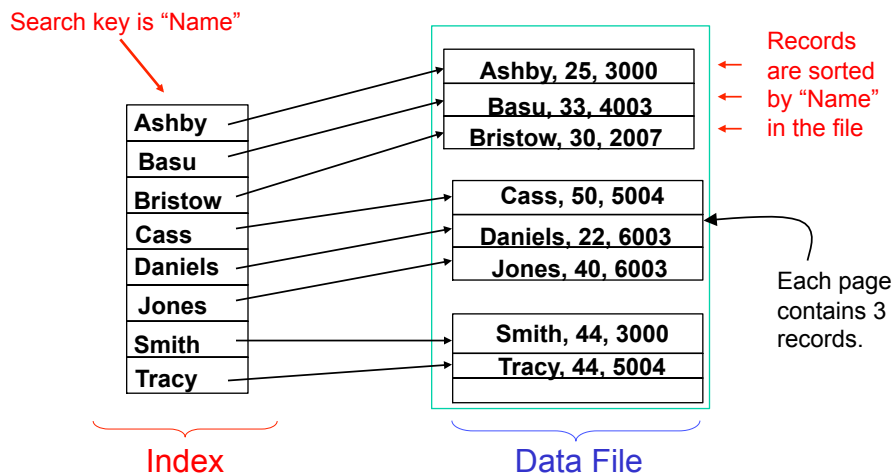 Search key is “Name”
Ashby
Basu
Bristow
Cass
Daniels
Jones
Smith
Tracy
Index
Ashby, 25, 3000
Basu, 33, 4003
Bristow, 30, 2007
Cass, 50, 5004
Daniels, 22, 6003
Jones, 40, 6003
Smith, 44, 3000
Tracy, 44, 5004
Data File
Records
are sorted
by “Name”
in the file
Each page
contains 3
records.